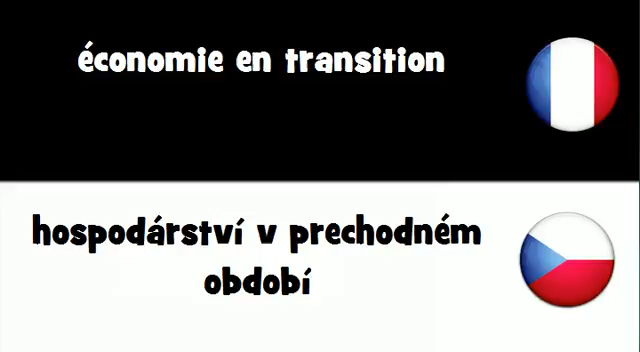 économie en transition
hospodárství v prechodném
období